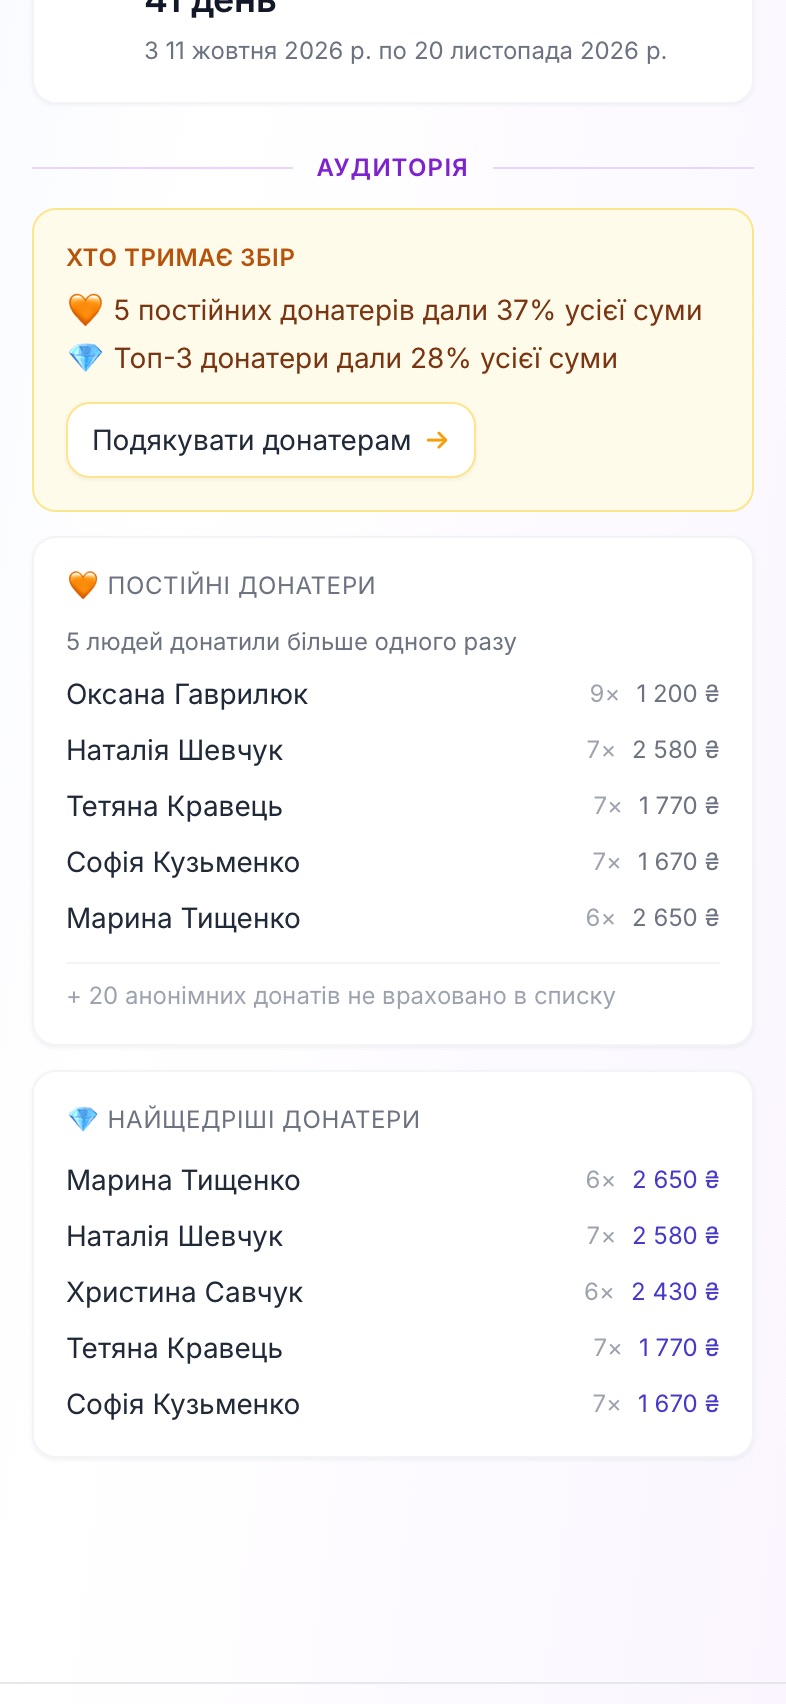 41 день
З 11 жовтня 2026 р. по 20 листопада 2026 р.
АУДИТОРІЯ
ХТО ТРИМАЄ ЗБІР
🧡 5 постійних донатерів дали 37% усієї суми
💎 Топ-3 донатери дали 28% усієї суми
Подякувати донатерам →
🧡 ПОСТІЙНІ ДОНАТЕРИ
5 людей донатили більше одного разу
Оксана Гаврилюк 9× 1 200 ₴
Наталія Шевчук 7× 2 580 ₴
Тетяна Кравець 7× 1 770 ₴
Софія Кузьменко 7× 1 670 ₴
Марина Тищенко 6× 2 650 ₴
+ 20 анонімних донатів не враховано в списку
💎 НАЙЩЕДРІШІ ДОНАТЕРИ
Марина Тищенко 6× 2 650 ₴
Наталія Шевчук 7× 2 580 ₴
Христина Савчук 6× 2 430 ₴
Тетяна Кравець 7× 1 770 ₴
Софія Кузьменко 7× 1 670 ₴